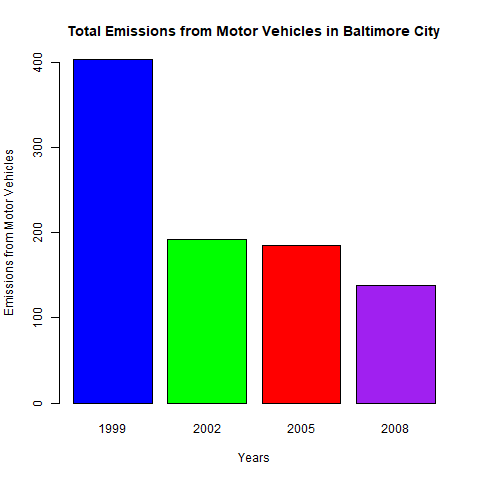 Total Emissions from Motor Vehicles in Baltimore City
Emissions from Motor Vehicles
400
300
200
100
0
1999 2002 2005 2008
Years